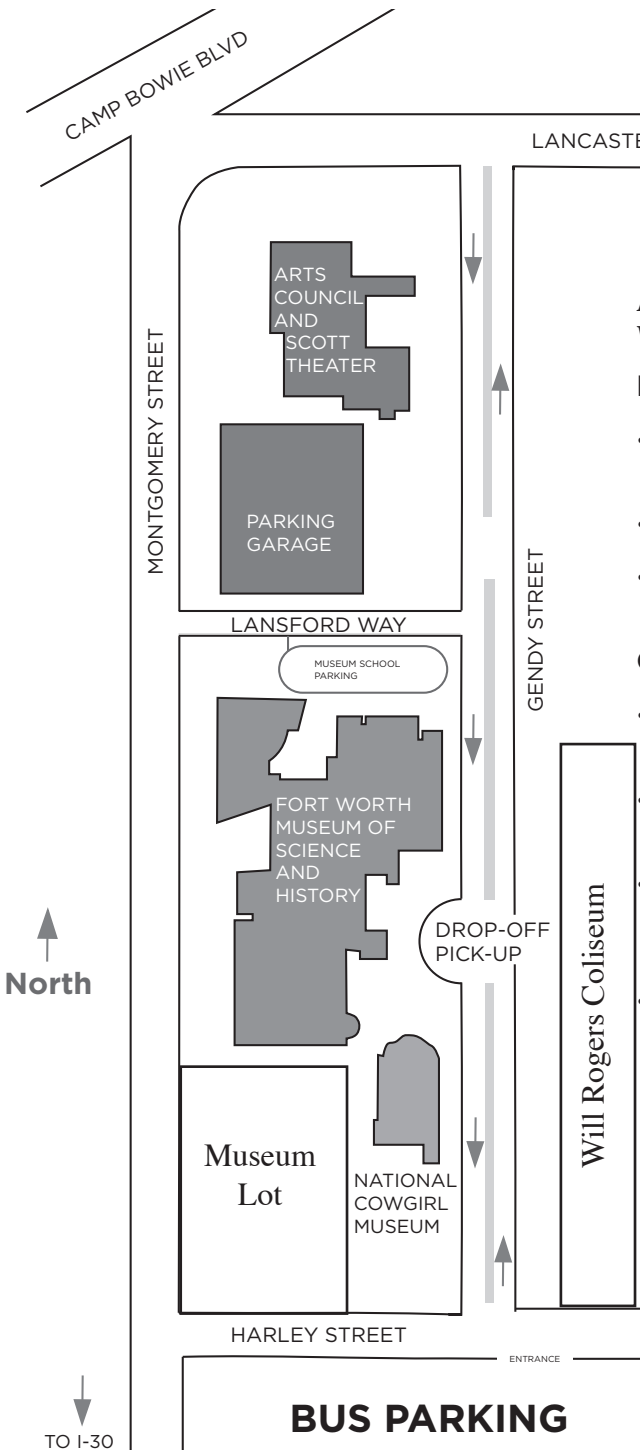 CAMP BOWIE BLVD
LANCASTE
ARTS
COUNCIL
AND
SCOTT
THEATER
MONTGOMERY STREET
PARKING
GARAGE
GENDY STREET
LANSFORD WAY
MUSEUM SCHOOL
PARKING
FORT WORTH
MUSEUM OF
SCIENCE
AND
HISTORY
DROP-OFF
PICK-UP
Will Rogers Coliseum
North
Museum
Lot
NATIONAL
COWGIRL
MUSEUM
HARLEY STREET
ENTRANCE
BUS PARKING
TO I-30